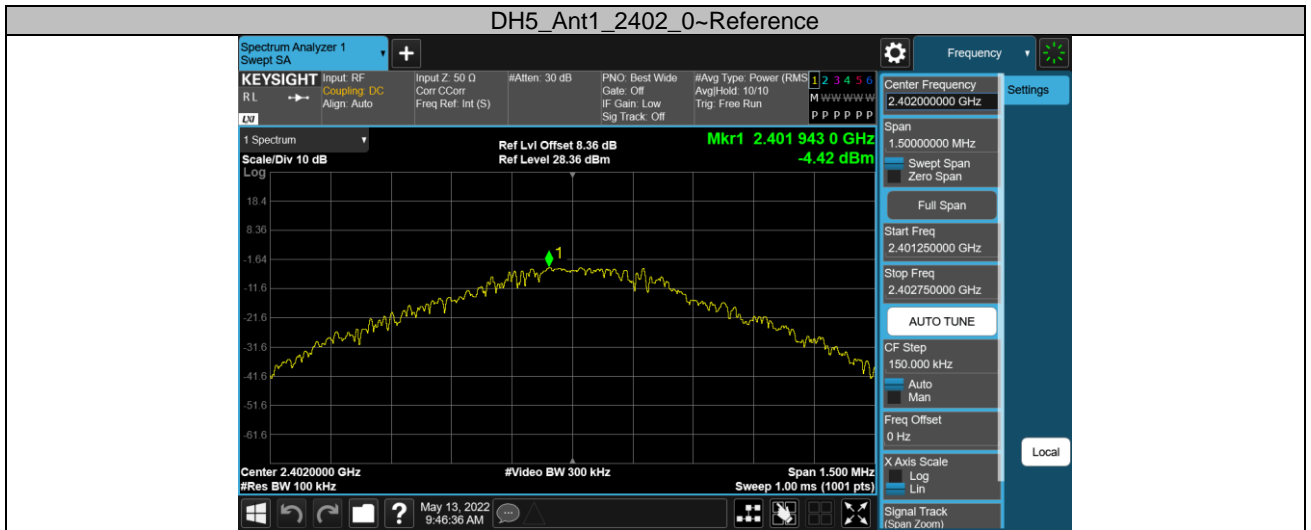 DH5_Ant1_2402_0~Reference
Spectrum Analyzer 1
Swept SA
Frequency
KEYSIGHT
RL
LXI
Input: RF
Coupling: DC
Align: Auto
Input Z: 50 Ω
Corr CCorr
Freq Ref: Int (S)
#Atten: 30 dB
PNO: Best Wide
Gate: Off
IF Gain: Low
Sig Track: Off
#Avg Type: Power (RMS
Avg|Hold: 10/10
Trig: Free Run
1 2 3 4 5 6
M W W W W W
P P P P P P
1 Spectrum
Scale/Div 10 dB
Ref Lvl Offset 8.36 dB
Ref Level 28.36 dBm
Mkr1 2.401 943 0 GHz
-4.42 dBm
Log
18.4
8.36
-1.64
-11.6
-21.6
-31.6
-41.6
-51.6
-61.6
1
Center 2.4020000 GHz
#Res BW 100 kHz
#Video BW 300 kHz
Span 1.500 MHz
Sweep 1.00 ms (1001 pts)
Center Frequency
2.402000000 GHz
Settings
Span
1.50000000 MHz
Swept Span
Zero Span
Full Span
Start Freq
2.401250000 GHz
Stop Freq
2.402750000 GHz
AUTO TUNE
CF Step
150.000 kHz
Auto
Man
Freq Offset
0 Hz
X Axis Scale
Log
Lin
Local
Signal Track
(Span Zoom)
?
May 13, 2022
9:46:36 AM